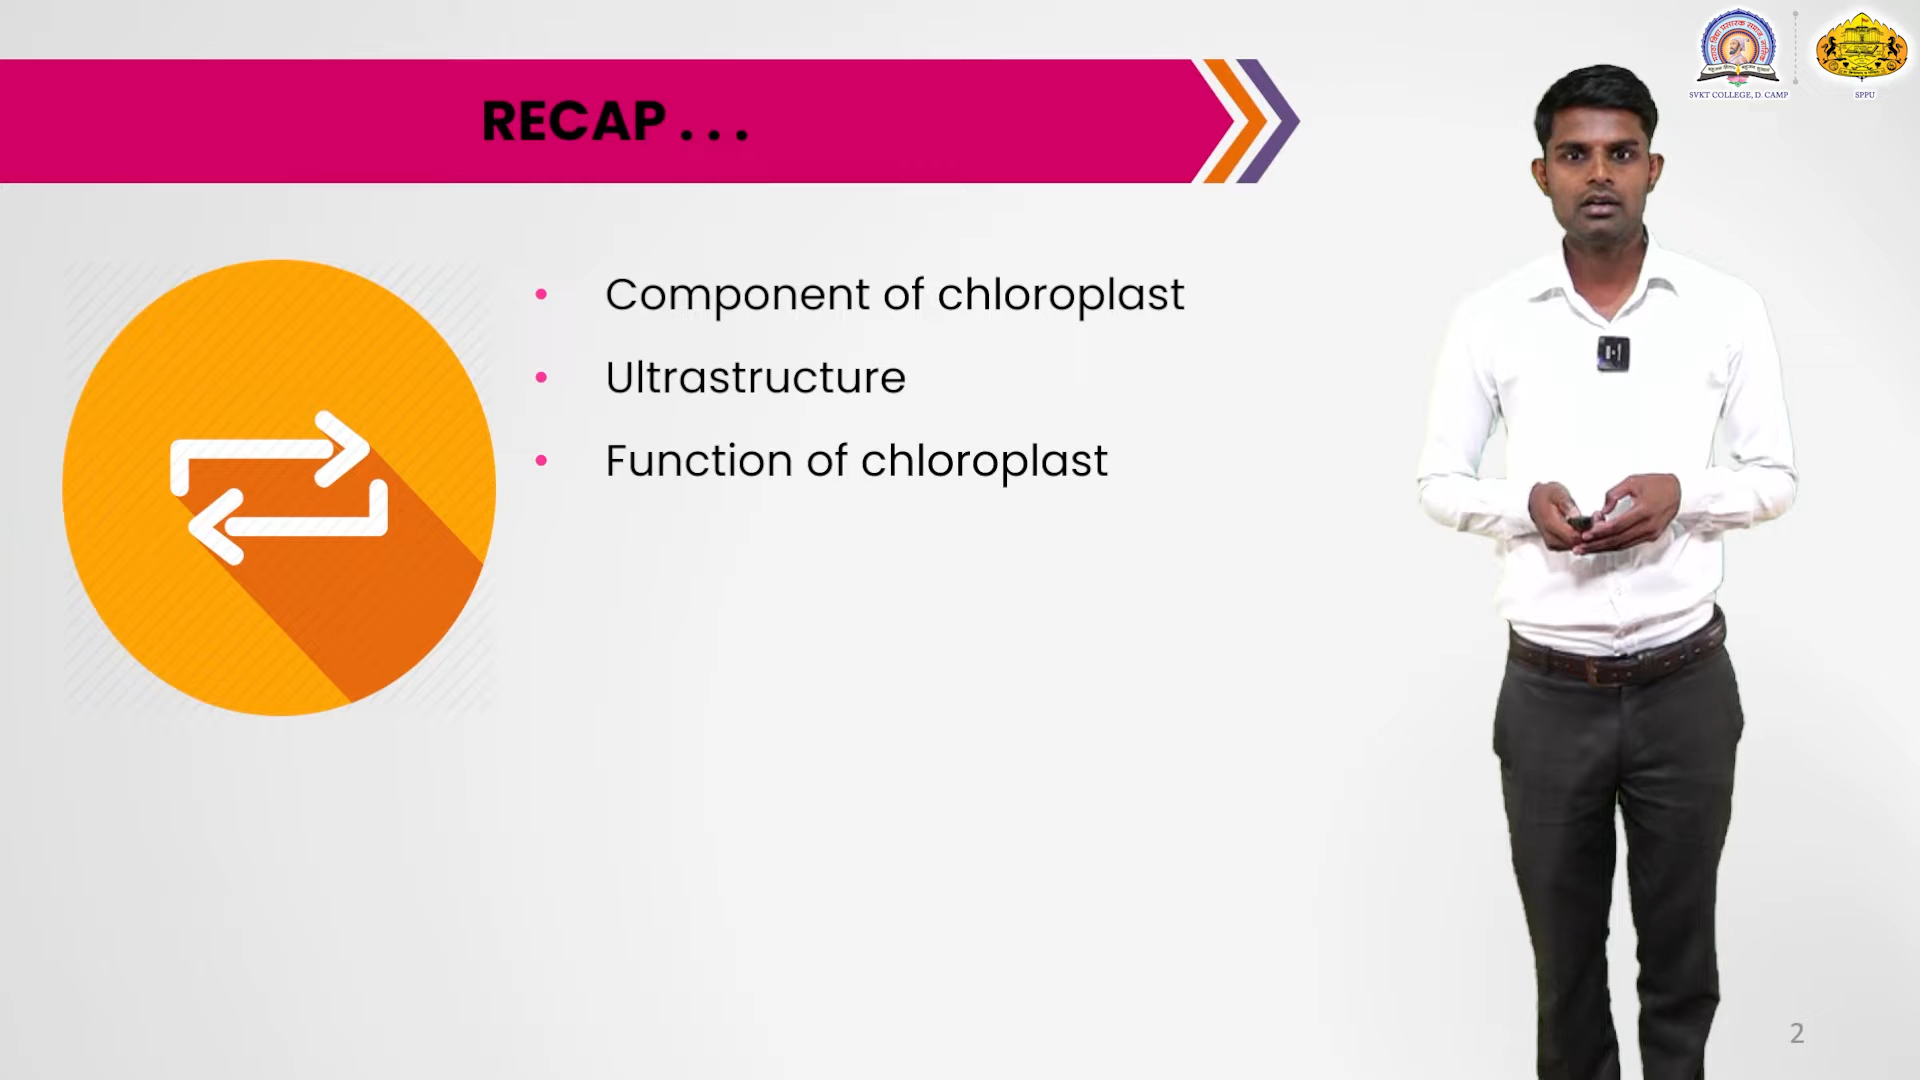 SVKT COLLEGE, D. CAMP
SPPU
RECAP . . .
• Component of chloroplast
• Ultrastructure
• Function of chloroplast
2